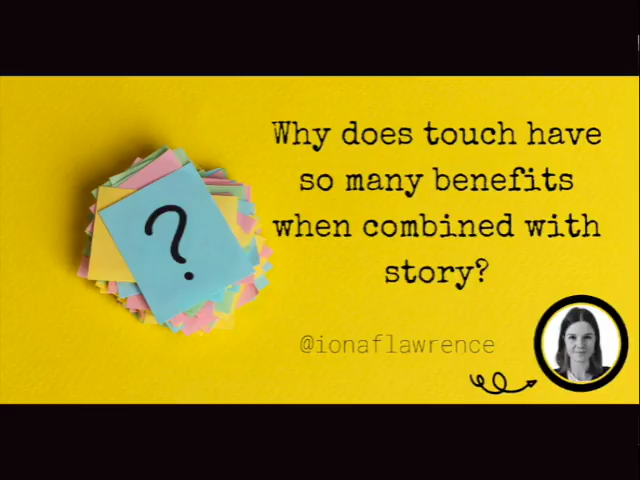 Why does touch have
so many benefits
when combined with
story?
?
@ionaflawrence